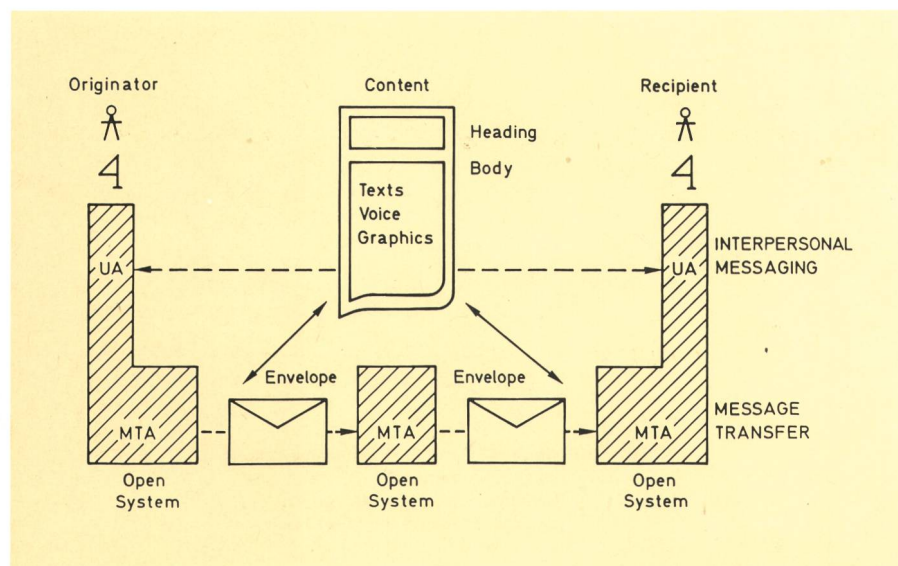 Originator
Content
Recipient
Heading
Body
Texts
Voice
Graphics
UA
UA
INTERPERSONAL
MESSAGING
Envelope
Envelope
MTA
MTA
MTA
MESSAGE
TRANSFER
Open
System
Open
System
Open
System